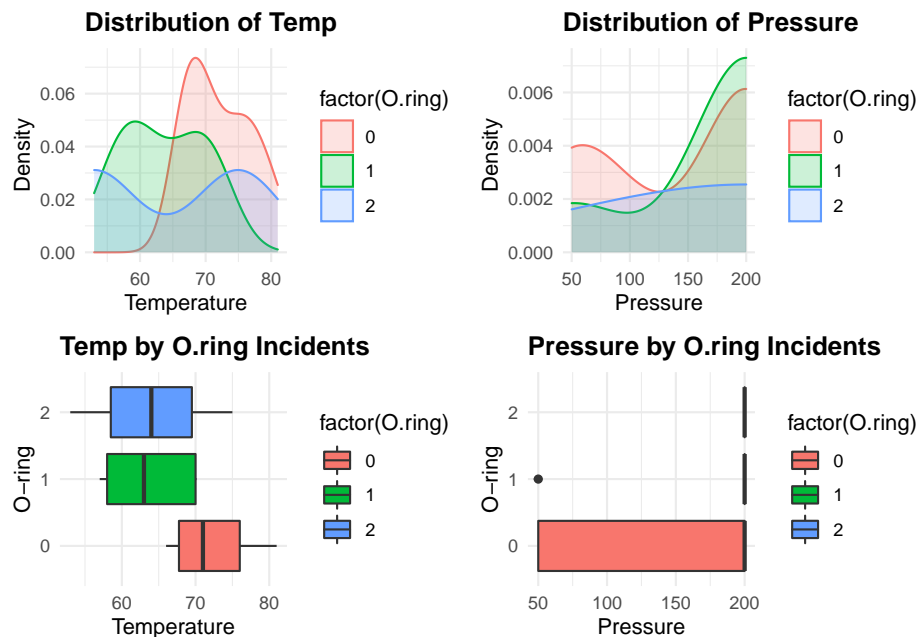 Distribution of Temp
Density
0.06
0.04
0.02
0.00
60 70 80
Temperature
factor(O.ring)
0
1
2
Distribution of Pressure
Density
0.006
0.004
0.002
0.000
50 100 150 200
Pressure
factor(O.ring)
0
1
2
Temp by O.ring Incidents
O−ring
2
1
0
60 70 80
Temperature
factor(O.ring)
0
1
2
Pressure by O.ring Incidents
O−ring
2
1
0
50 100 150 200
Pressure
factor(O.ring)
0
1
2